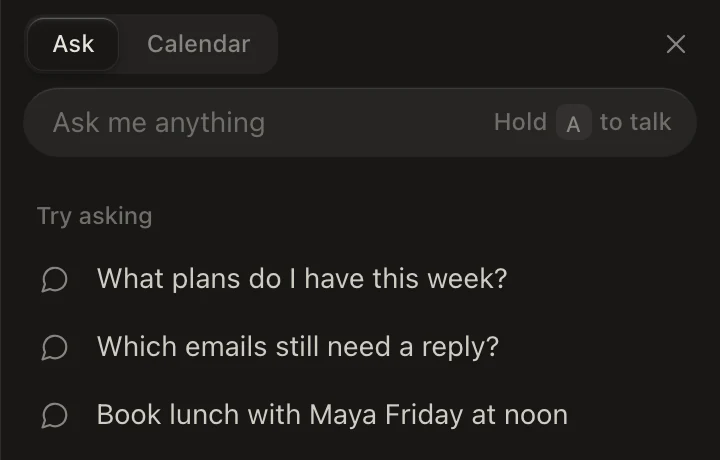 Ask Calendar
Ask me anything Hold A to talk
Try asking
What plans do I have this week?
Which emails still need a reply?
Book lunch with Maya Friday at noon